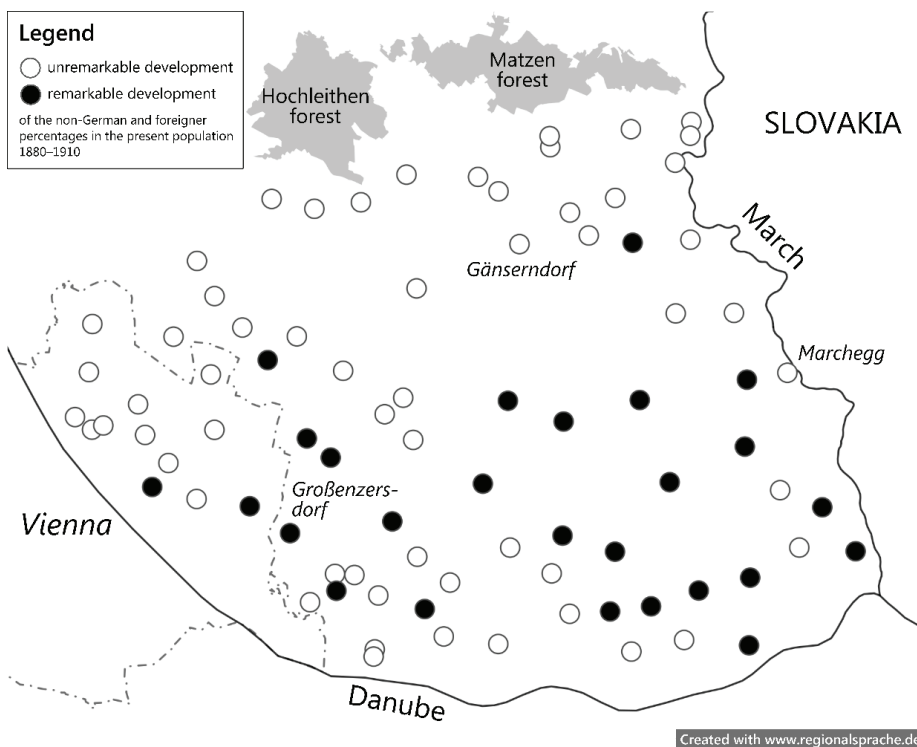 Legend
unremarkable development
remarkable development
of the non-German and foreigner
percentages in the present population
1880–1910
Hochleithen
forest
Matzen
forest
SLOVAKIA
March
Gänserndorf
Marchegg
Großenzers-
dorf
Vienna
Danube
Created with www.regionalsprache.de